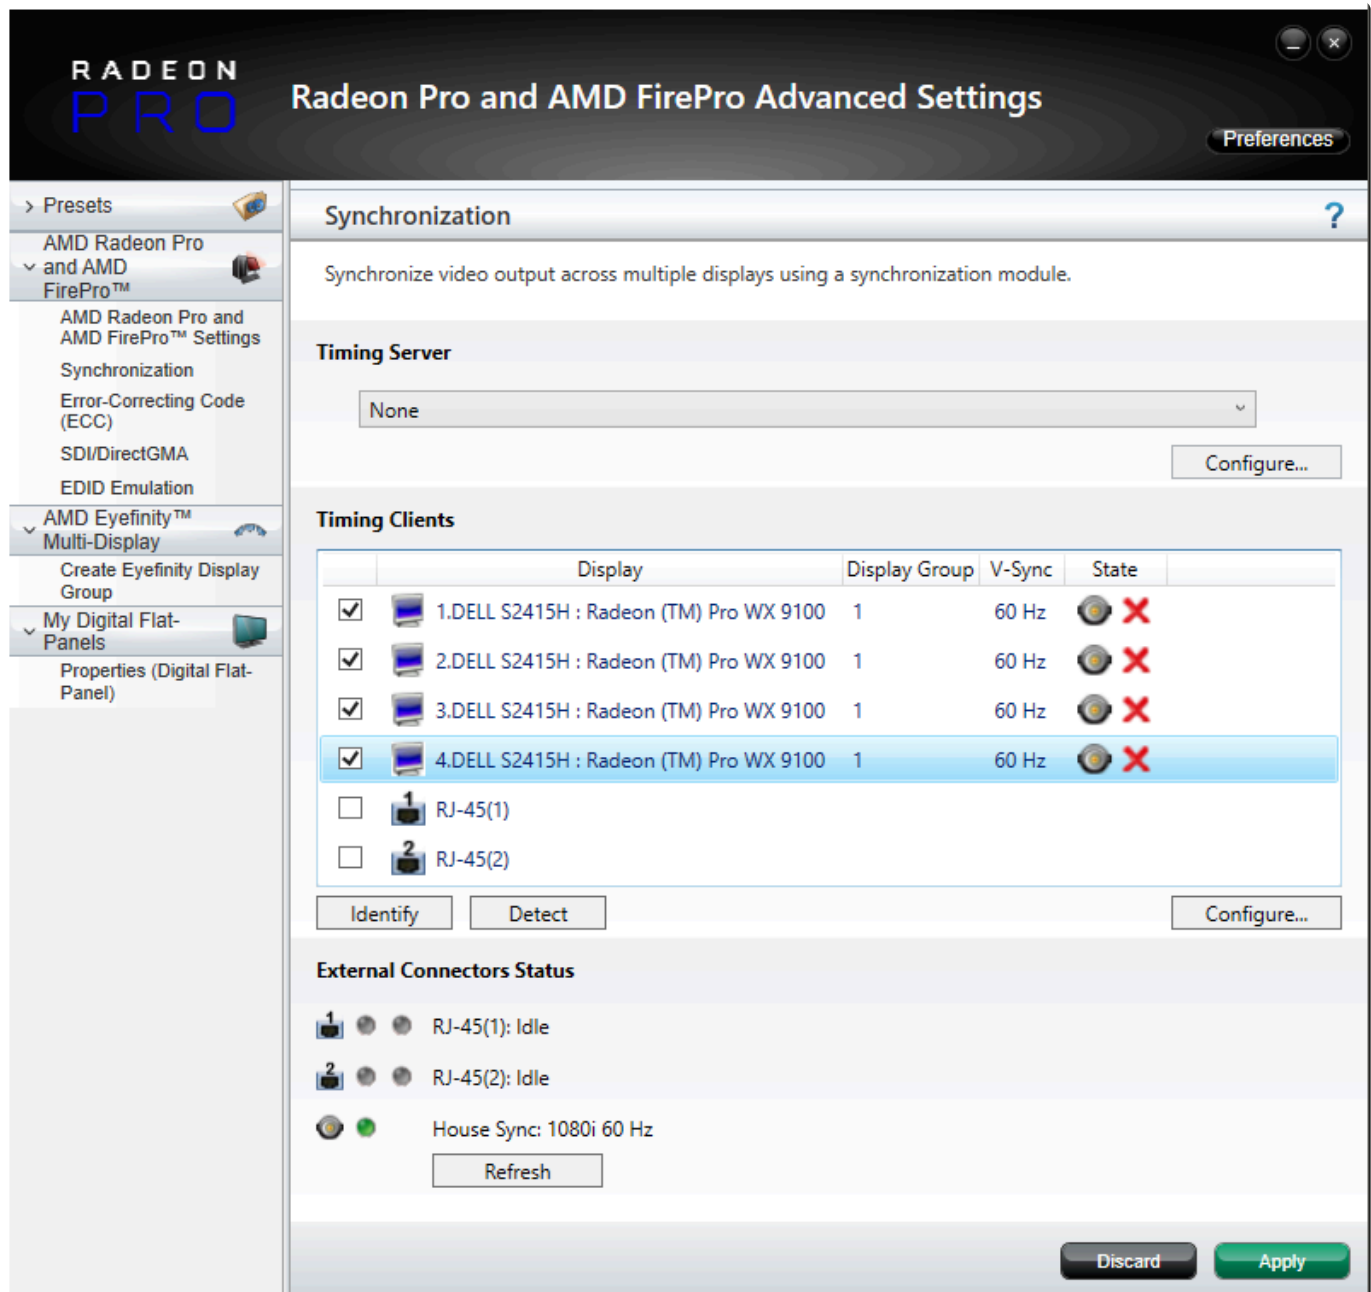 RADEON
PRO
Radeon Pro and AMD FirePro Advanced Settings
Preferences
Presets
AMD Radeon Pro
and AMD
FirePro™
AMD Radeon Pro and
AMD FirePro™ Settings
Synchronization
Error-Correcting Code
(ECC)
SDI/DirectGMA
EDID Emulation
AMD Eyefinity™
Multi-Display
Create Eyefinity Display
Group
My Digital Flat-
Panels
Properties (Digital Flat-
Panel)
Synchronization ?
Synchronize video output across multiple displays using a synchronization module.
Timing Server
None
Configure...
Timing Clients
Display Display Group V-Sync State
1.DELL S2415H : Radeon (TM) Pro WX 9100 1 60 Hz
2.DELL S2415H : Radeon (TM) Pro WX 9100 1 60 Hz
3.DELL S2415H : Radeon (TM) Pro WX 9100 1 60 Hz
4.DELL S2415H : Radeon (TM) Pro WX 9100 1 60 Hz
1 RJ-45(1)
2 RJ-45(2)
Identify Detect Configure...
External Connectors Status
1 RJ-45(1): Idle
2 RJ-45(2): Idle
House Sync: 1080i 60 Hz
Refresh
Discard Apply